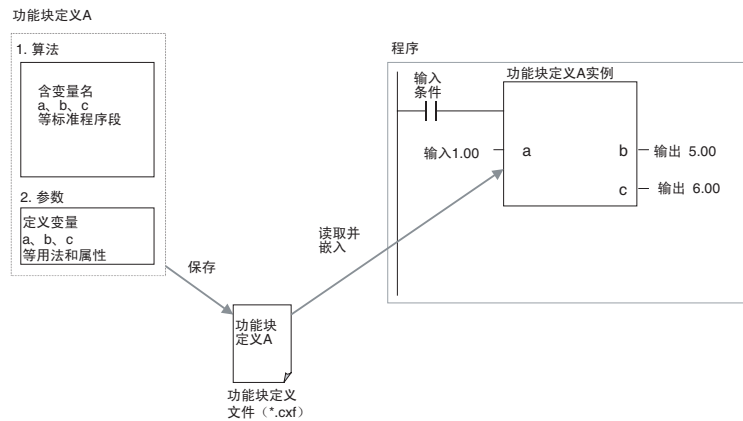 功能块定义A
1. 算法
含变量名
a、b、c
等标准程序段
2. 参数
定义变量
a、b、c
等用法和属性
保存
功能块
定义A
功能块定义
文件（*.cxf）
读取并
嵌入
程序
输入
条件
功能块定义A实例
输入1.00
a
b
输出 5.00
c
输出 6.00